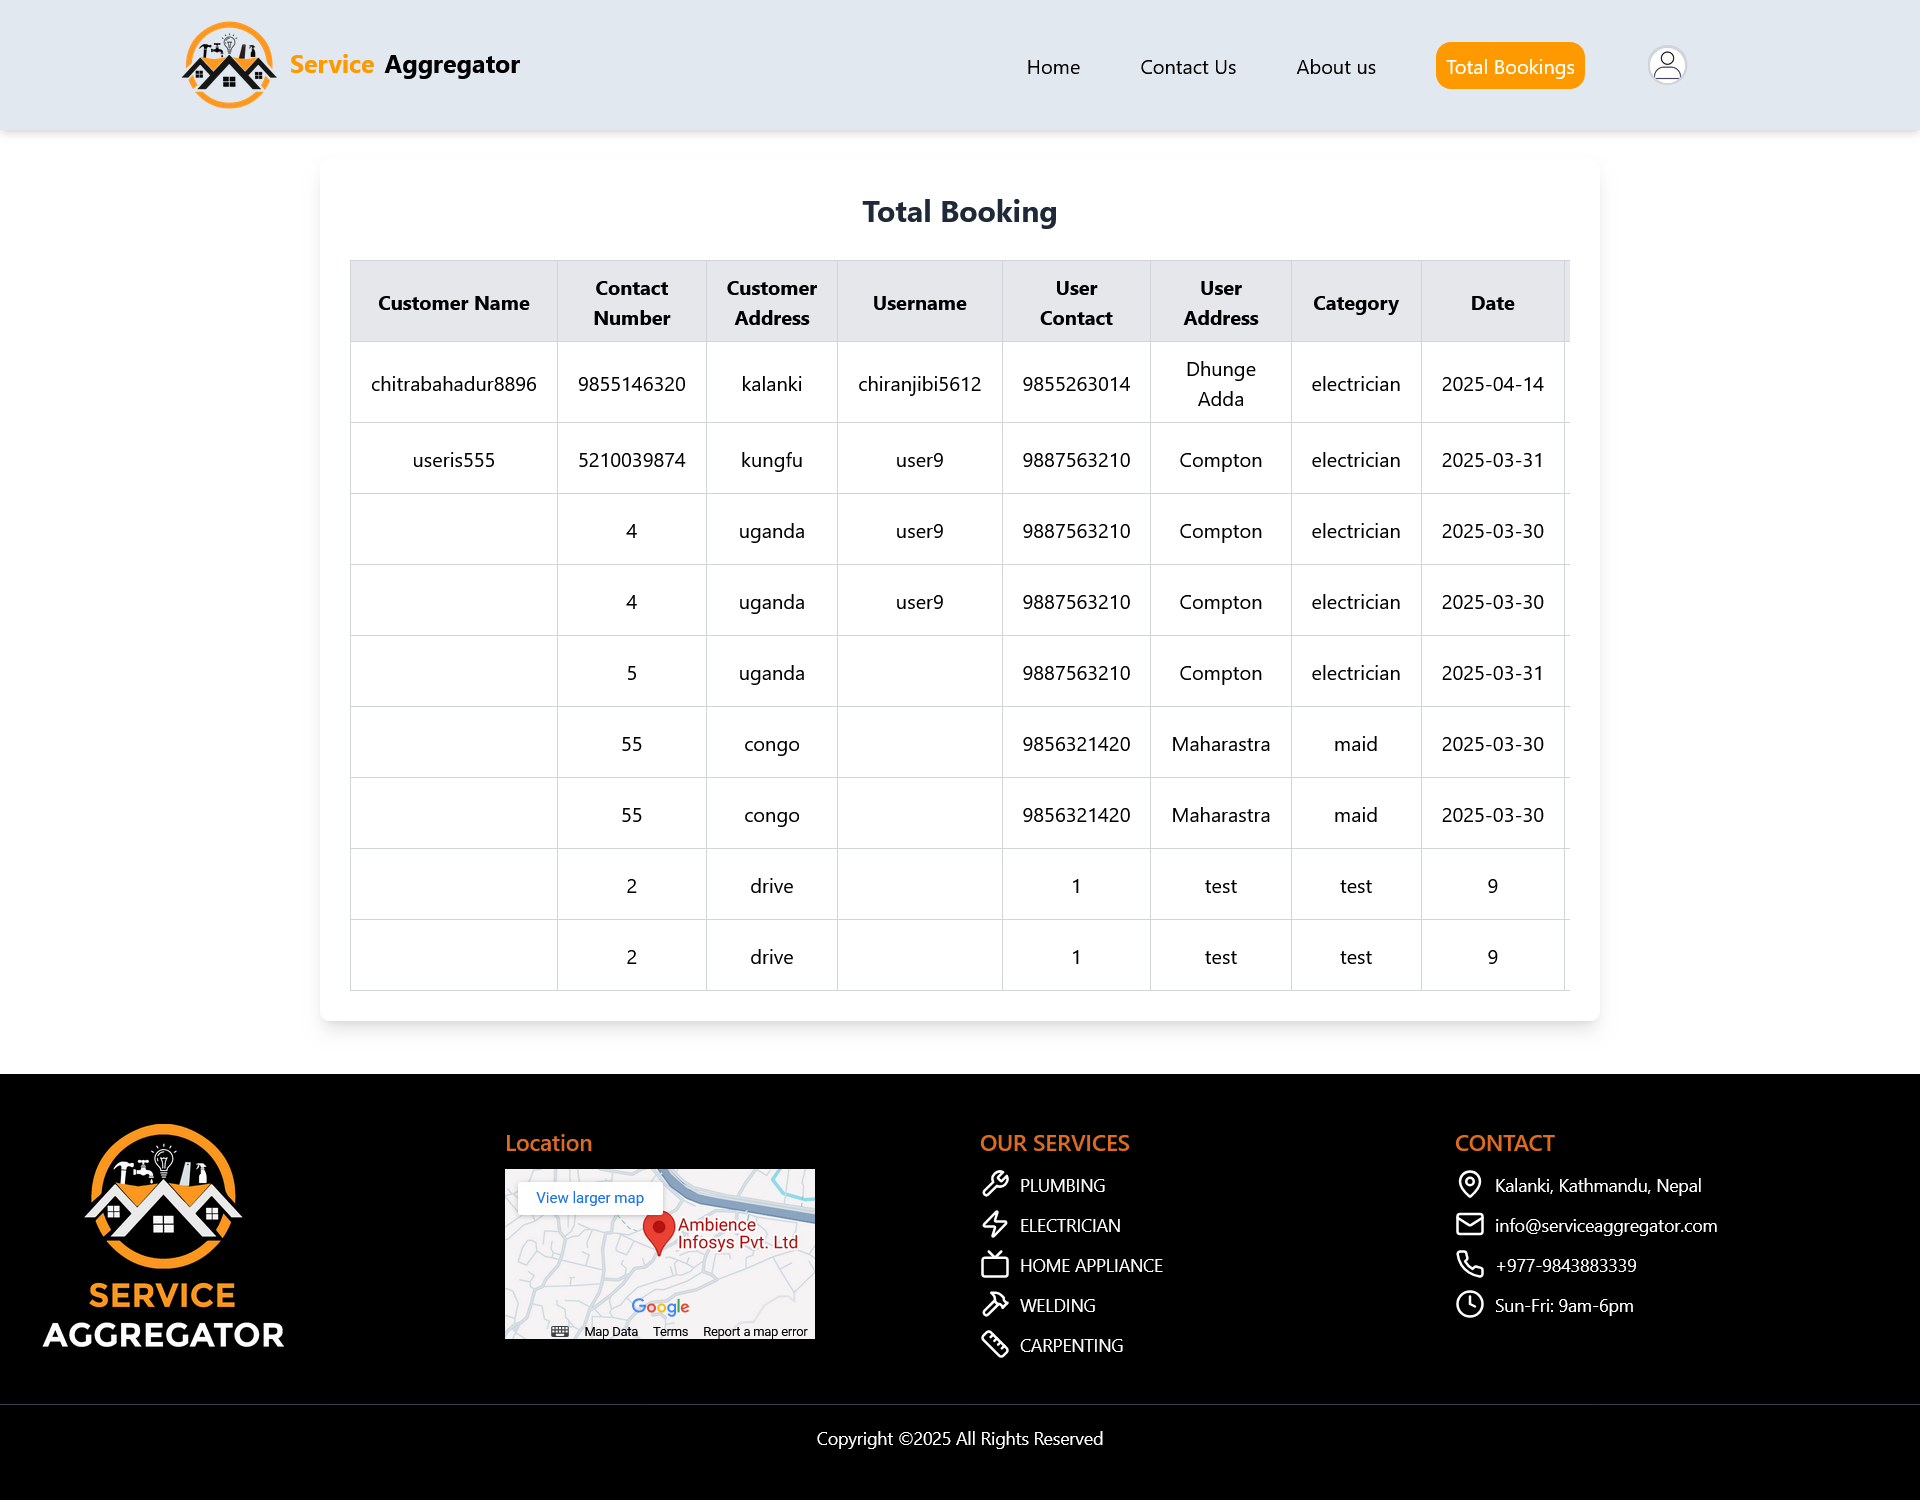 Service Aggregator
Home Contact Us About us Total Bookings
Total Booking
Customer Name Contact Number Customer Address Username User Contact User Address Category Date
chitrabahadur8896 9855146320 kalanki chiranjibi5612 9855263014 Dhunge Adda electrician 2025-04-14
useris555 5210039874 kungfu user9 9887563210 Compton electrician 2025-03-31
4 uganda user9 9887563210 Compton electrician 2025-03-30
4 uganda user9 9887563210 Compton electrician 2025-03-30
5 uganda 9887563210 Compton electrician 2025-03-31
55 congo 9856321420 Maharastra maid 2025-03-30
55 congo 9856321420 Maharastra maid 2025-03-30
2 drive 1 test test 9
2 drive 1 test test 9
SERVICE
AGGREGATOR
Location
View larger map
Ambience
Infosys Pvt. Ltd
Google
Map Data Terms Report a map error
OUR SERVICES
PLUMBING
ELECTRICIAN
HOME APPLIANCE
WELDING
CARPENTING
CONTACT
Kalanki, Kathmandu, Nepal
info@serviceaggregator.com
+977-9843883339
Sun-Fri: 9am-6pm
Copyright ©2025 All Rights Reserved